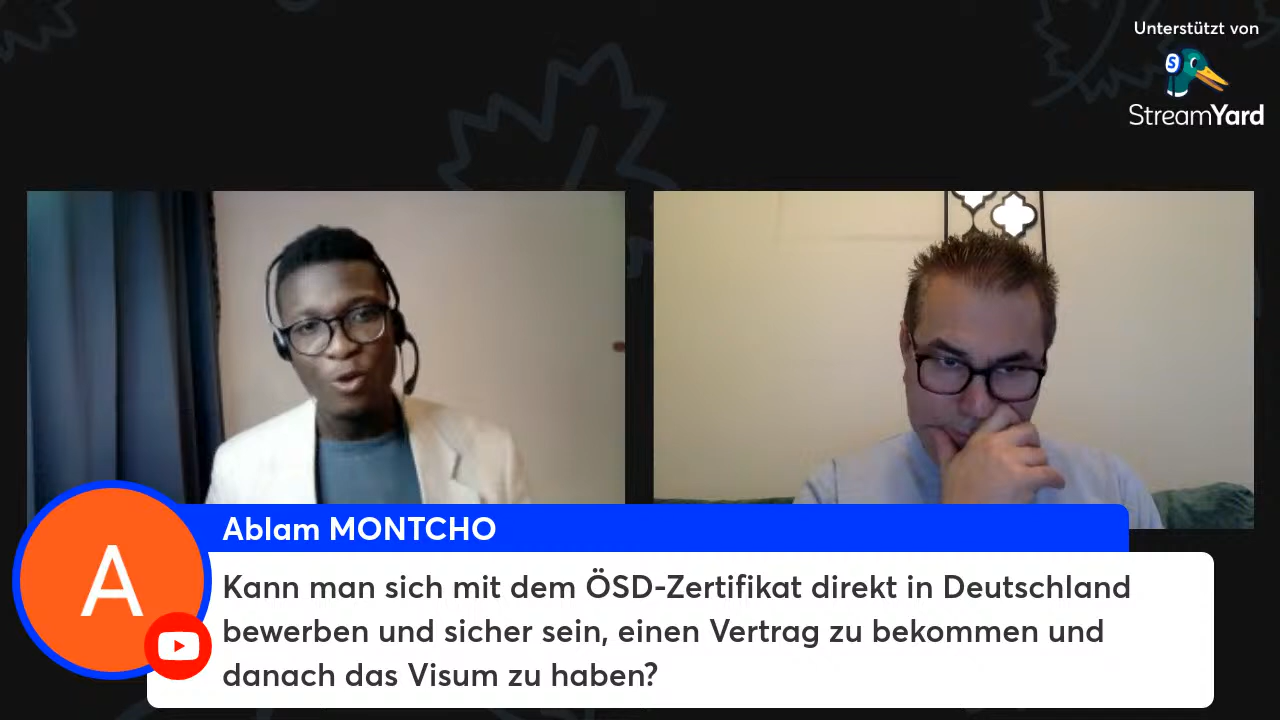 Unterstützt von
S
StreamYard
Ablam MONTCHO
A
Kann man sich mit dem ÖSD-Zertifikat direkt in Deutschland
bewerben und sicher sein, einen Vertrag zu bekommen und
danach das Visum zu haben?